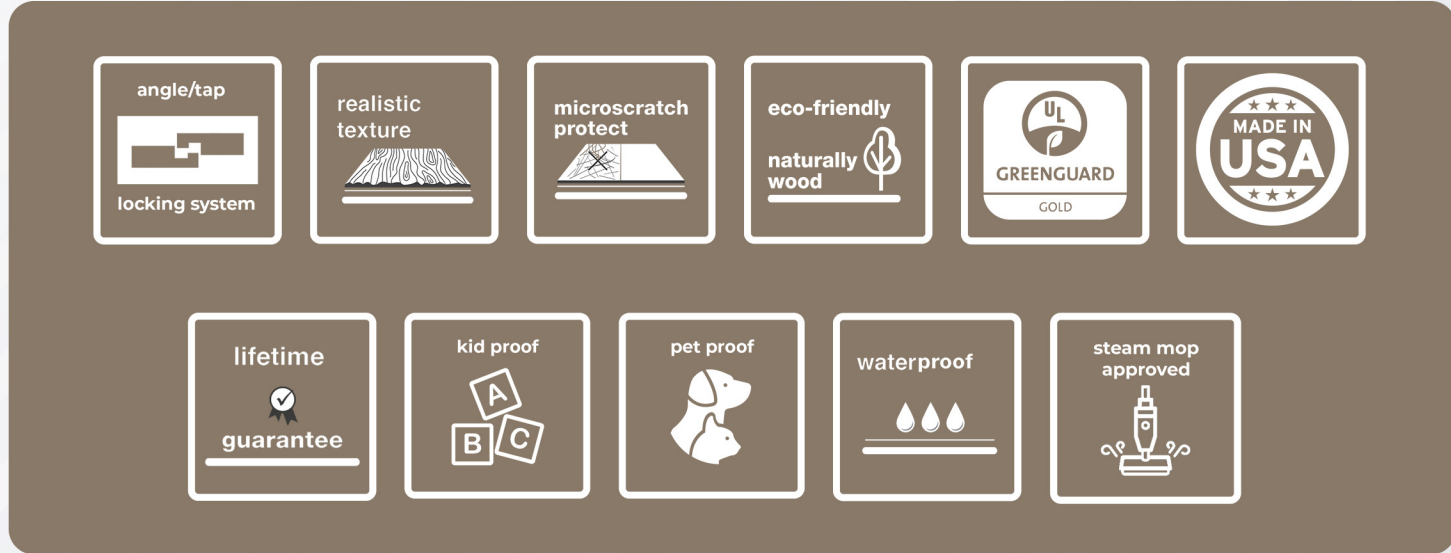 angle/tap
locking system
realistic
texture
microscratch
protect
eco-friendly
naturally
wood
UL
GREENGUARD
GOLD
MADE IN
USA
lifetime
guarantee
kid proof
A
B
C
pet proof
waterproof
steam mop
approved